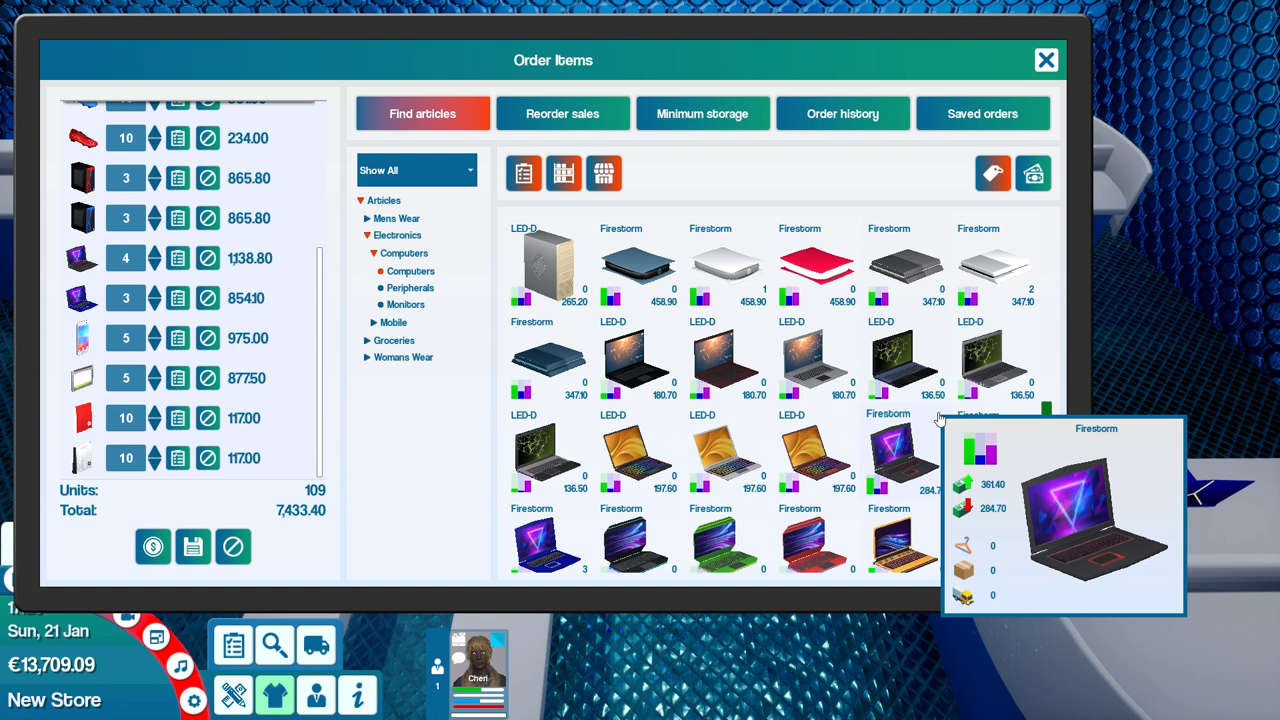 Order Items
Find articles
Reorder sales
Minimum storage
Order history
Saved orders
10 234.00
3 865.80
3 865.80
4 1,138.80
3 854.10
5 975.00
5 877.50
10 117.00
10 117.00
Units: 109
Total: 7,433.40
Show All
Articles
Mens Wear
Electronics
Computers
Computers
Peripherals
Monitors
Mobile
Groceries
Womans Wear
LED-D Firestorm Firestorm Firestorm Firestorm Firestorm
0 0 1 0 0 2
265.20 458.90 458.90 458.90 347.10 347.10
Firestorm LED-D LED-D LED-D LED-D LED-D
0 0 0 0 0 0
347.10 180.70 180.70 180.70 136.50 136.50
LED-D LED-D LED-D LED-D Firestorm
0 0 0 0
136.50 197.60 197.60 197.60 284.7
Firestorm Firestorm Firestorm Firestorm Firestorm
3 0 0 0
Firestorm
361.40
284.70
0
0
0
Sun, 21 Jan
€13,709.09
New Store
1
Cheri